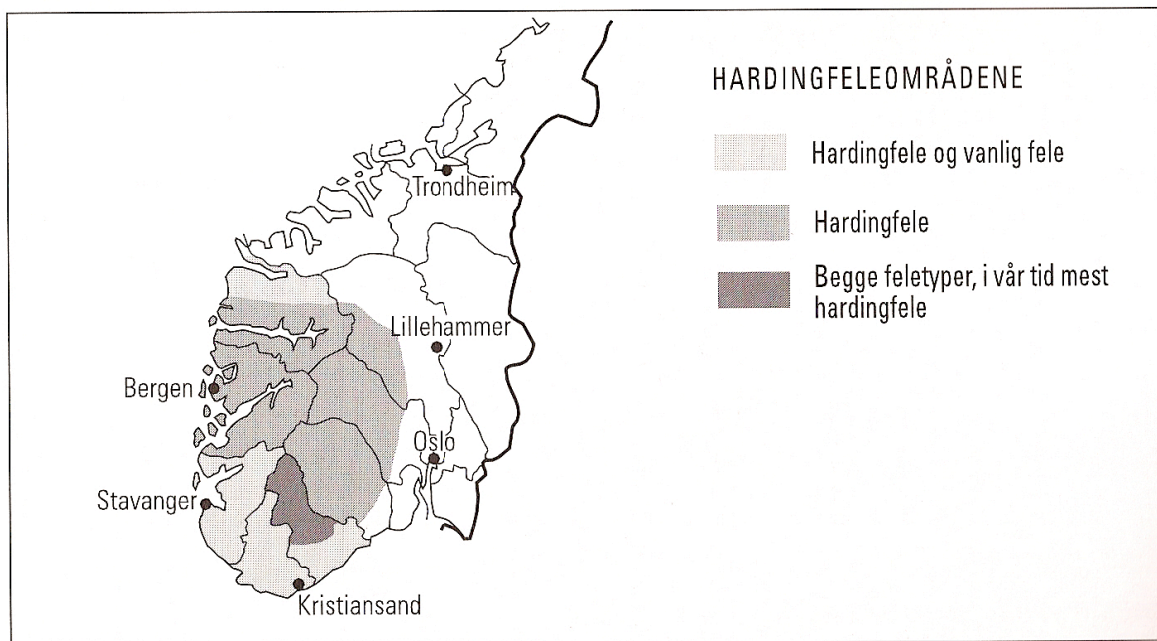 HARDINGFELEOMRÅDENE
Hardingfele og vanlig fele
Hardingfele
Begge feletyper, i vår tid mest
hardingfele
Trondheim
Lillehammer
Bergen
Oslo
Stavanger
Kristiansand